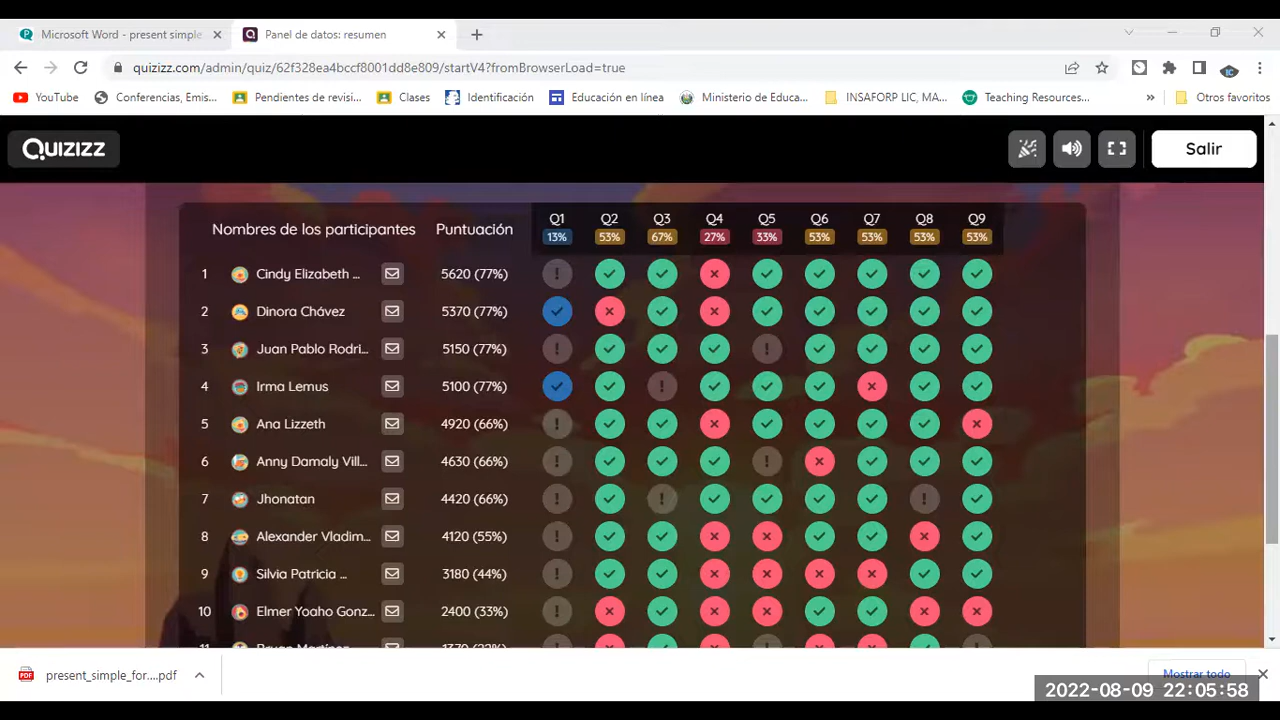 Microsoft Word - present simple
Panel de datos: resumen
quizizz.com/admin/quiz/62f328ea4bccf8001dd8e809/startV4?fromBrowserLoad=true
YouTube Conferencias, Emis... Pendientes de revisi... Clases Identificación Educación en línea Ministerio de Educa... INSAFORP LIC, MA... Teaching Resources... » Otros favoritos
QUIZIZZ
Salir
Nombres de los participantes Puntuación Q1 Q2 Q3 Q4 Q5 Q6 Q7 Q8 Q9
13% 53% 67% 27% 33% 53% 53% 53% 53%
1 Cindy Elizabeth ... 5620 (77%)
2 Dinora Chávez 5370 (77%)
3 Juan Pablo Rodri... 5150 (77%)
4 Irma Lemus 5100 (77%)
5 Ana Lizzeth 4920 (66%)
6 Anny Damaly Vill... 4630 (66%)
7 Jhonatan 4420 (66%)
8 Alexander Vladim... 4120 (55%)
9 Silvia Patricia ... 3180 (44%)
10 Elmer Yoaho Gonz... 2400 (33%)
present_simple_for....pdf
Mostrar todo
2022-08-09 22:05:58